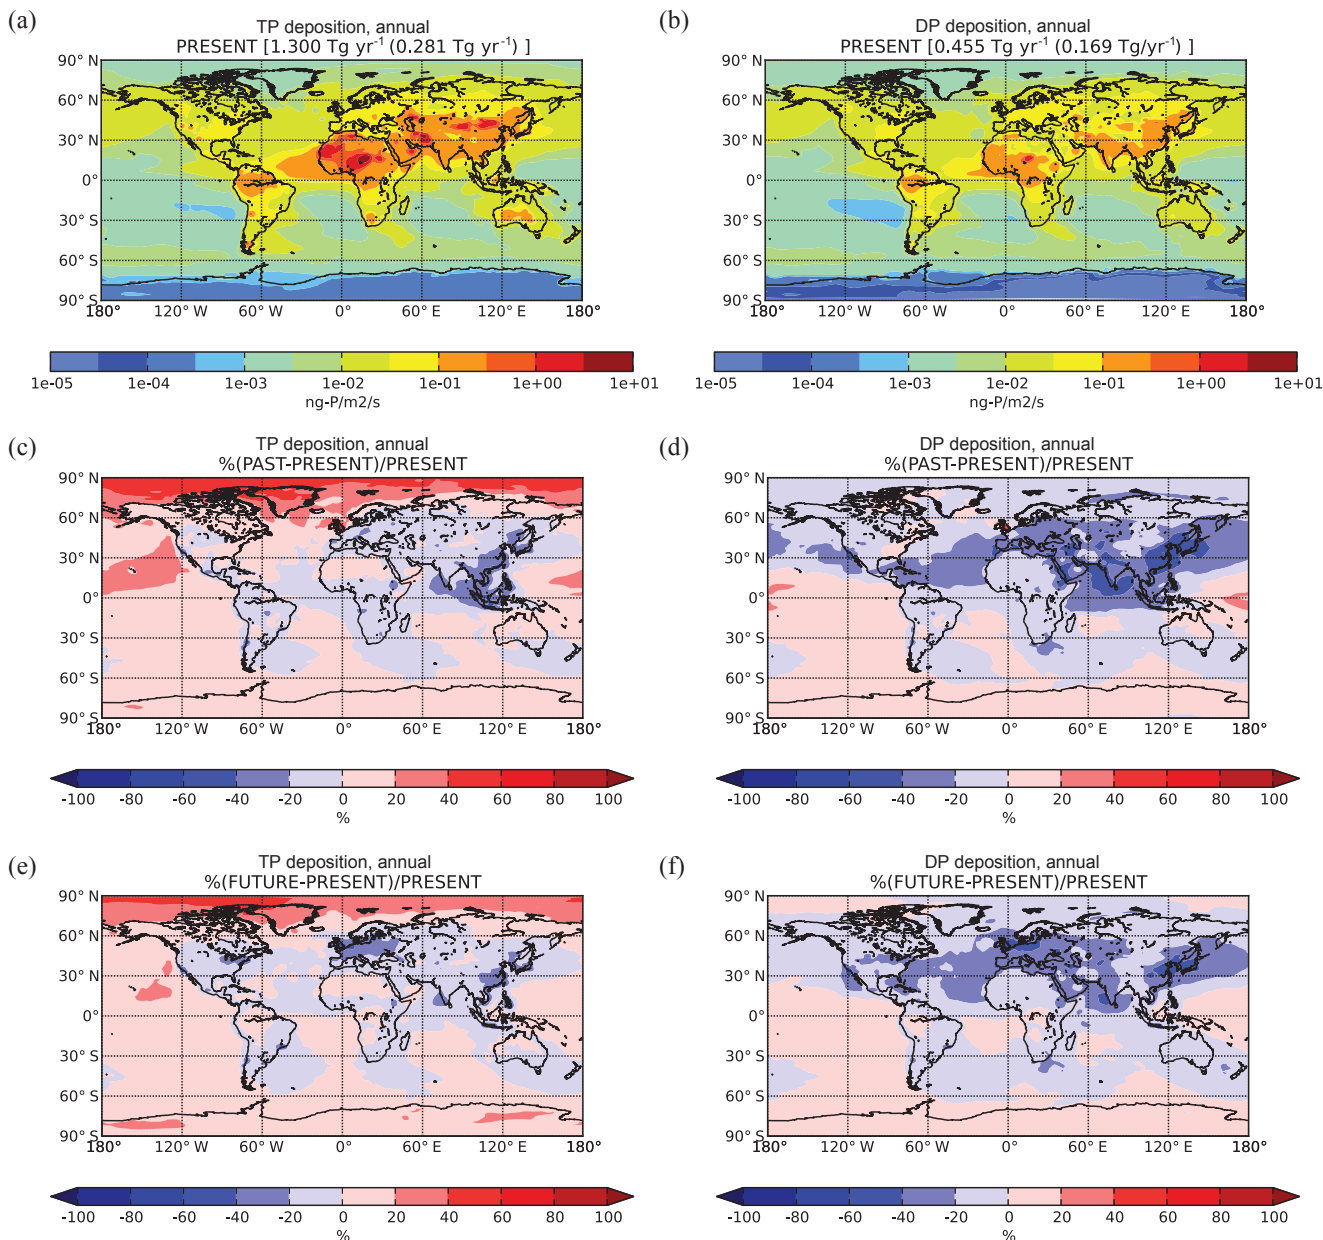 (a)
TP deposition, annual
PRESENT [1.300 Tg yr⁻¹ (0.281 Tg yr⁻¹) ]
90° N
60° N
30° N
0°
30° S
60° S
90° S
180° 120° W 60° W 0° 60° E 120° E 180°
1e-05 1e-04 1e-03 1e-02 1e-01 1e+00 1e+01
ng-P/m2/s
(b)
DP deposition, annual
PRESENT [0.455 Tg yr⁻¹ (0.169 Tg/yr⁻¹) ]
90° N
60° N
30° N
0°
30° S
60° S
90° S
180° 120° W 60° W 0° 60° E 120° E 180°
1e-05 1e-04 1e-03 1e-02 1e-01 1e+00 1e+01
ng-P/m2/s
(c)
TP deposition, annual
%(PAST-PRESENT)/PRESENT
90° N
60° N
30° N
0°
30° S
60° S
90° S
180° 120° W 60° W 0° 60° E 120° E 180°
-100 -80 -60 -40 -20 0 20 40 60 80 100
%
(d)
DP deposition, annual
%(PAST-PRESENT)/PRESENT
90° N
60° N
30° N
0°
30° S
60° S
90° S
180° 120° W 60° W 0° 60° E 120° E 180°
-100 -80 -60 -40 -20 0 20 40 60 80 100
%
(e)
TP deposition, annual
%(FUTURE-PRESENT)/PRESENT
90° N
60° N
30° N
0°
30° S
60° S
90° S
180° 120° W 60° W 0° 60° E 120° E 180°
-100 -80 -60 -40 -20 0 20 40 60 80 100
%
(f)
DP deposition, annual
%(FUTURE-PRESENT)/PRESENT
90° N
60° N
30° N
0°
30° S
60° S
90° S
180° 120° W 60° W 0° 60° E 120° E 180°
-100 -80 -60 -40 -20 0 20 40 60 80 100
%